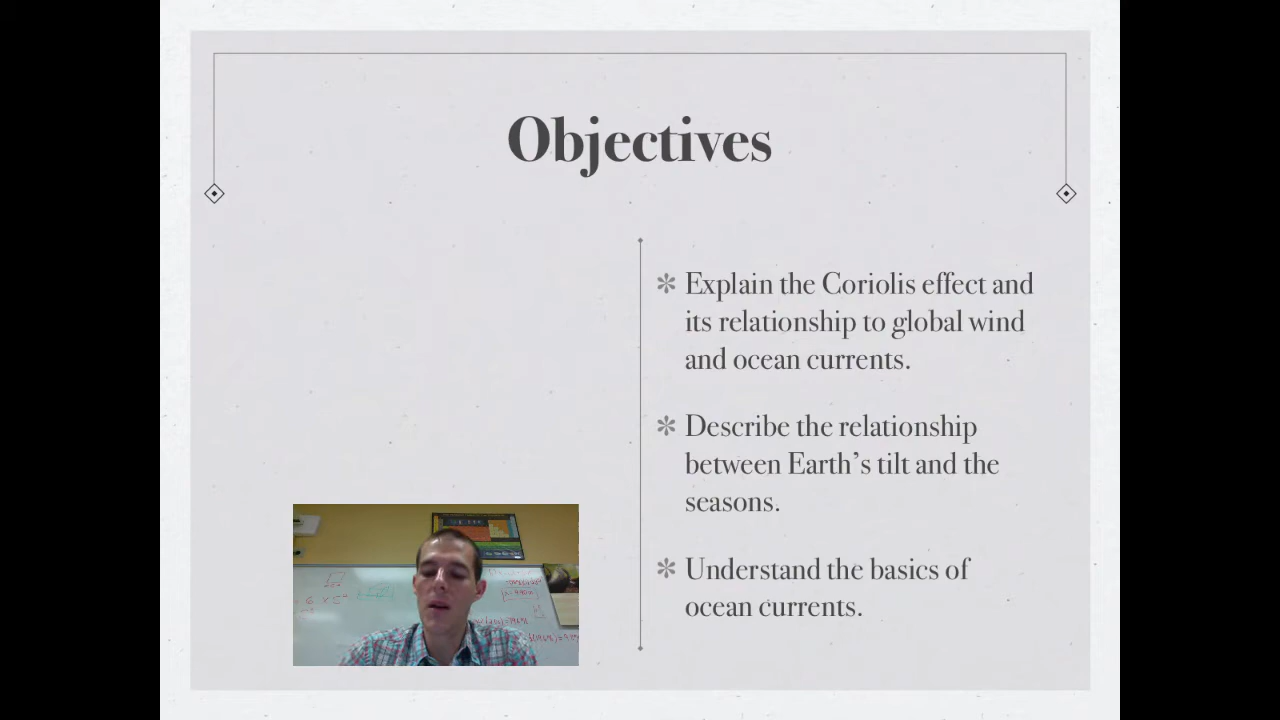 Objectives
✻ Explain the Coriolis effect and
its relationship to global wind
and ocean currents.
✻ Describe the relationship
between Earth's tilt and the
seasons.
✻ Understand the basics of
ocean currents.